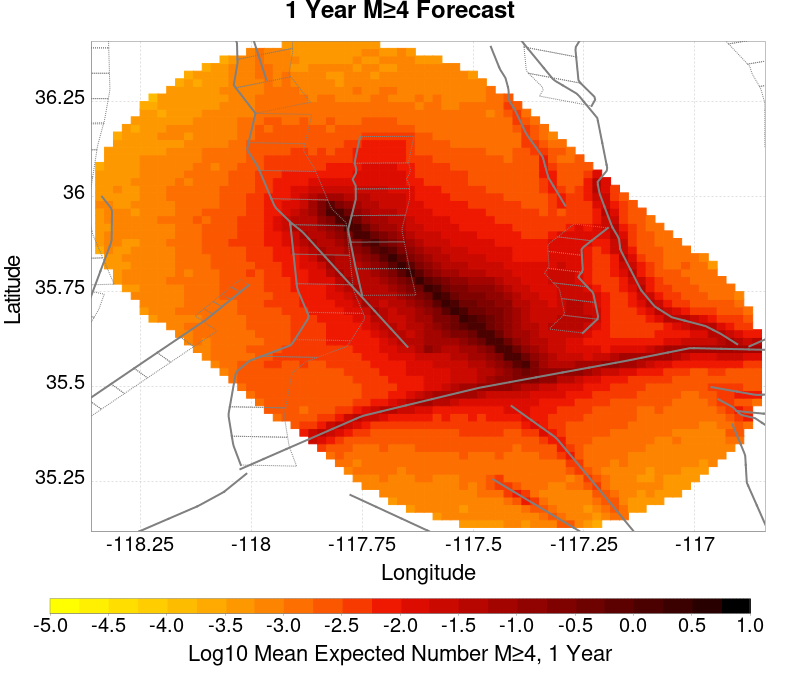 1 Year M≥4 Forecast
36.25
36
35.75
35.5
35.25
Latitude
-118.25 -118 -117.75 -117.5 -117.25 -117
Longitude
-5.0 -4.5 -4.0 -3.5 -3.0 -2.5 -2.0 -1.5 -1.0 -0.5 0.0 0.5 1.0
Log10 Mean Expected Number M≥4, 1 Year